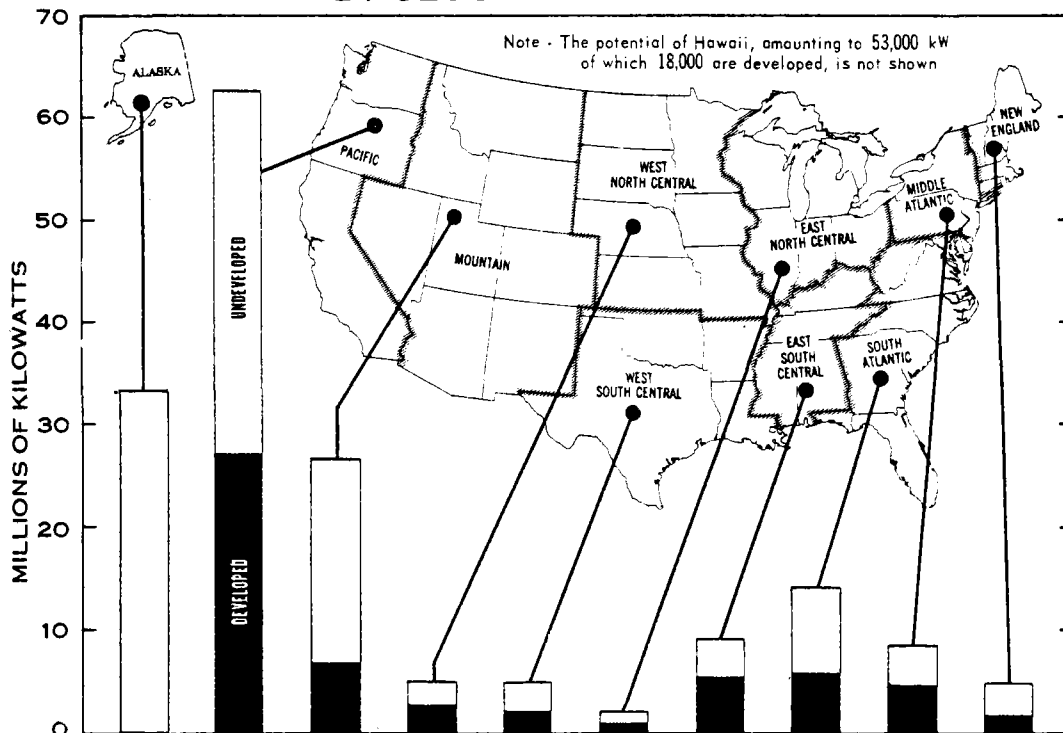 70
60
50
40
30
20
10
0
MILLIONS OF KILOWATTS
Note - The potential of Hawaii, amounting to 53,000 kW
of which 18,000 are developed, is not shown
ALASKA
PACIFIC
MOUNTAIN
WEST
NORTH CENTRAL
WEST
SOUTH CENTRAL
EAST
NORTH CENTRAL
EAST
SOUTH
CENTRAL
SOUTH
ATLANTIC
MIDDLE
ATLANTIC
NEW
ENGLAND
UNDEVELOPED
DEVELOPED